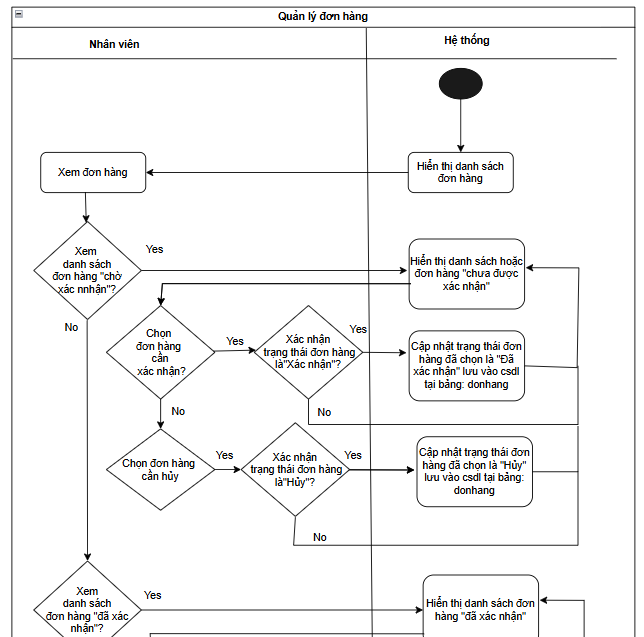 Quản lý đơn hàng
Nhân viên
Hệ thống
Hiển thị danh sách
đơn hàng
Xem đơn hàng
Xem
danh sách
đơn hàng "chờ
xác nnhận"?
Yes
No
Hiển thị danh sách hoặc
đơn hàng "chưa được
xác nhận"
Chọn
đơn hàng
cần
xác nhận?
Yes
No
Xác nhận
trạng thái đơn hàng
là"Xác nhận"?
Yes
No
Cập nhật trạng thái đơn
hàng đã chọn là "Đã
xác nhận" lưu vào csdl
tại bảng: donhang
Chọn đơn hàng
cần hủy
Yes
Xác nhận
trạng thái đơn hàng
là"Hủy"?
Yes
No
Cập nhật trạng thái đơn
hàng đã chọn là "Hủy"
lưu vào csdl tại bảng:
donhang
Xem
danh sách
đơn hàng "đã xác
nhận"?
Yes
Hiển thị danh sách đơn
hàng "đã xác nhận"